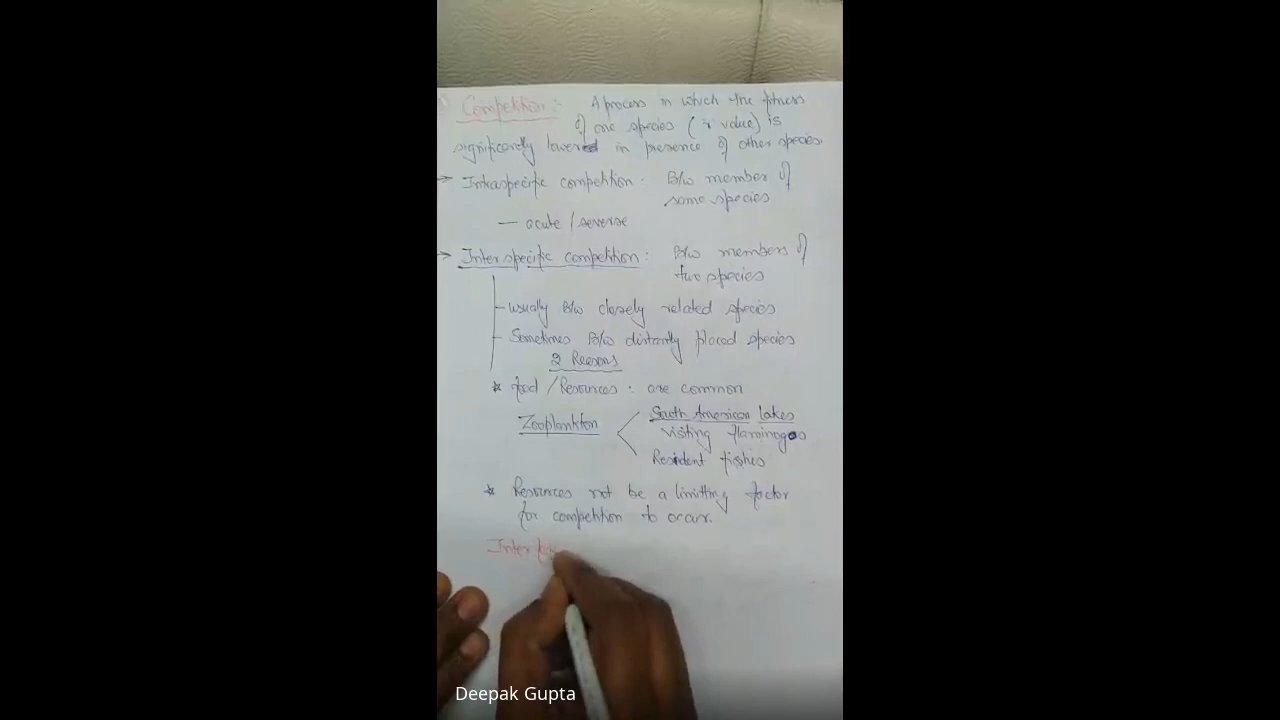 Competition :- A process in which the fitness
of one species ( r value) is
significantly lowered in presence of other species.
Intraspecific competition : B/w member of
same species
— acute / severse
Interspecific competition : B/w members of
two species
- usually B/w closely related species
- Sometimes B/w distantly placed species
2 Reasons
* food / Resources : are common
Zooplankton
South American lakes
visiting flamingoes
Resident fishes
* Resources not be a limitting factor
for competition to occur.
Interfe
Deepak Gupta